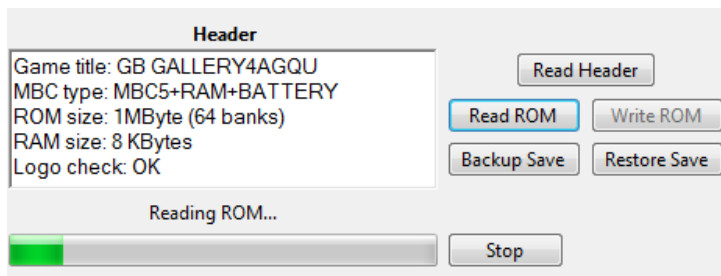 Header
Game title: GB GALLERY4AGQU
MBC type: MBC5+RAM+BATTERY
ROM size: 1MByte (64 banks)
RAM size: 8 KBytes
Logo check: OK
Read Header
Read ROM
Write ROM
Backup Save
Restore Save
Reading ROM...
Stop